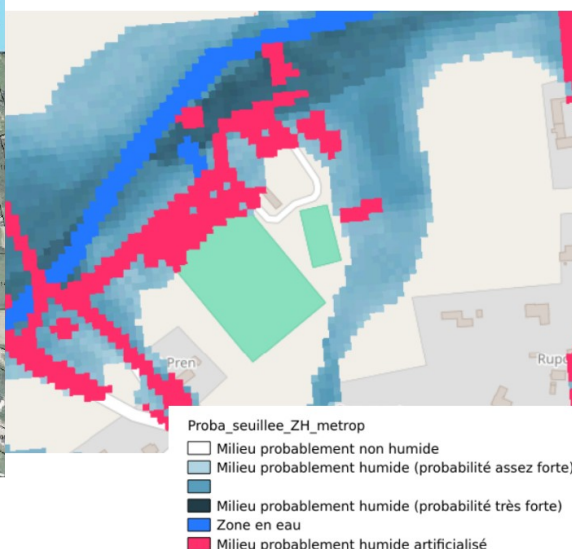 Pren
Rupe
Proba_seuillee_ZH_metrop
Milieu probablement non humide
Milieu probablement humide (probabilité assez forte)
Milieu probablement humide (probabilité très forte)
Zone en eau
Milieu probablement humide artificialisé